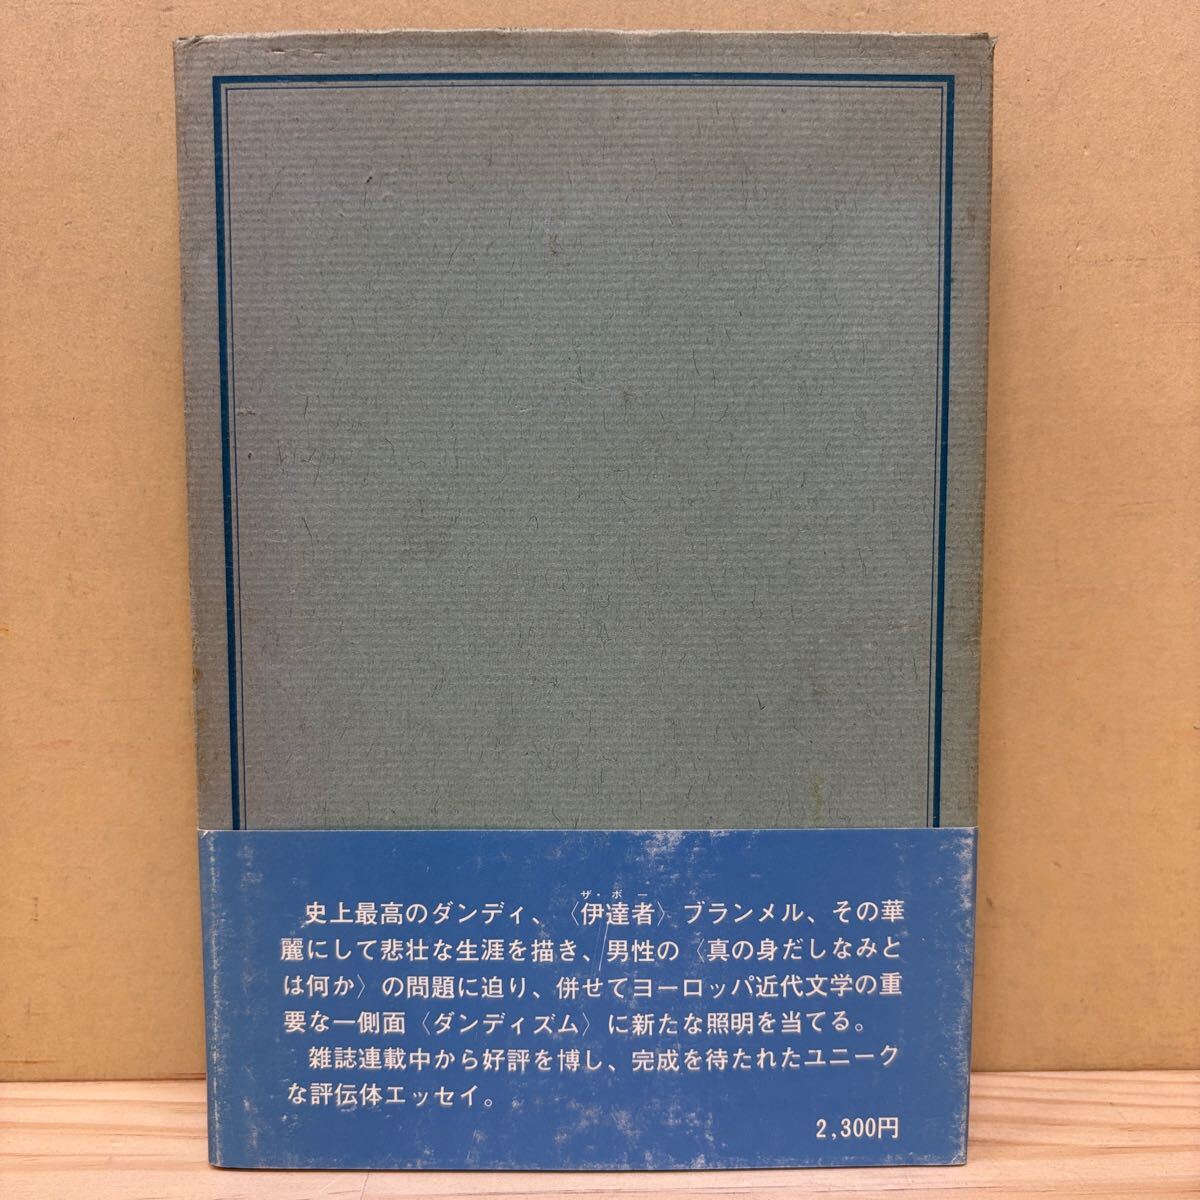 史上最高のダンディ、〈伊達者〉ブランメル、その華
ザ・ボー
麗にして悲壮な生涯を描き、男性の〈真の身だしなみと
は何か〉の問題に迫り、併せてヨーロッパ近代文学の重
要な一側面〈ダンディズム〉に新たな照明を当てる。
雑誌連載中から好評を博し、完成を待たれたユニーク
な評伝体エッセイ。
2,300円